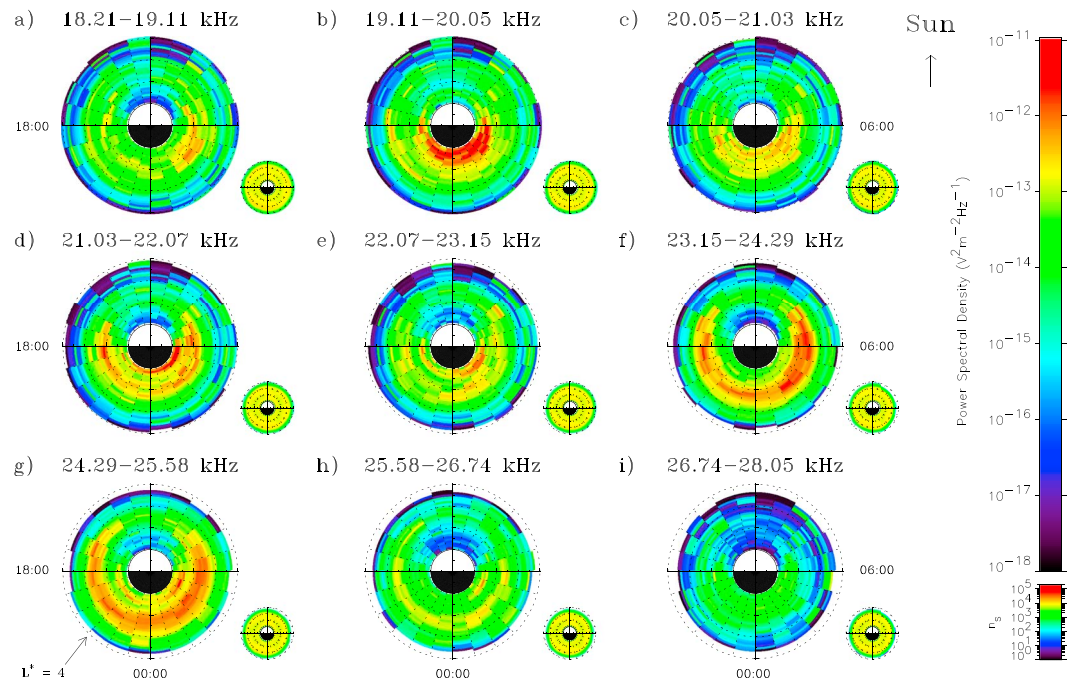 a) 18.21−19.11 kHz
b) 19.11−20.05 kHz
c) 20.05−21.03 kHz
Sun
18:00
06:00
d) 21.03−22.07 kHz
e) 22.07−23.15 kHz
f) 23.15−24.29 kHz
18:00
06:00
g) 24.29−25.58 kHz
h) 25.58−26.74 kHz
i) 26.74−28.05 kHz
18:00
06:00
L* = 4
00:00
00:00
00:00
Power Spectral Density (V²m⁻²Hz⁻¹)
10⁻¹¹
10⁻¹²
10⁻¹³
10⁻¹⁴
10⁻¹⁵
10⁻¹⁶
10⁻¹⁷
10⁻¹⁸
nₛ
10⁵
10⁴
10³
10²
10¹
10⁰